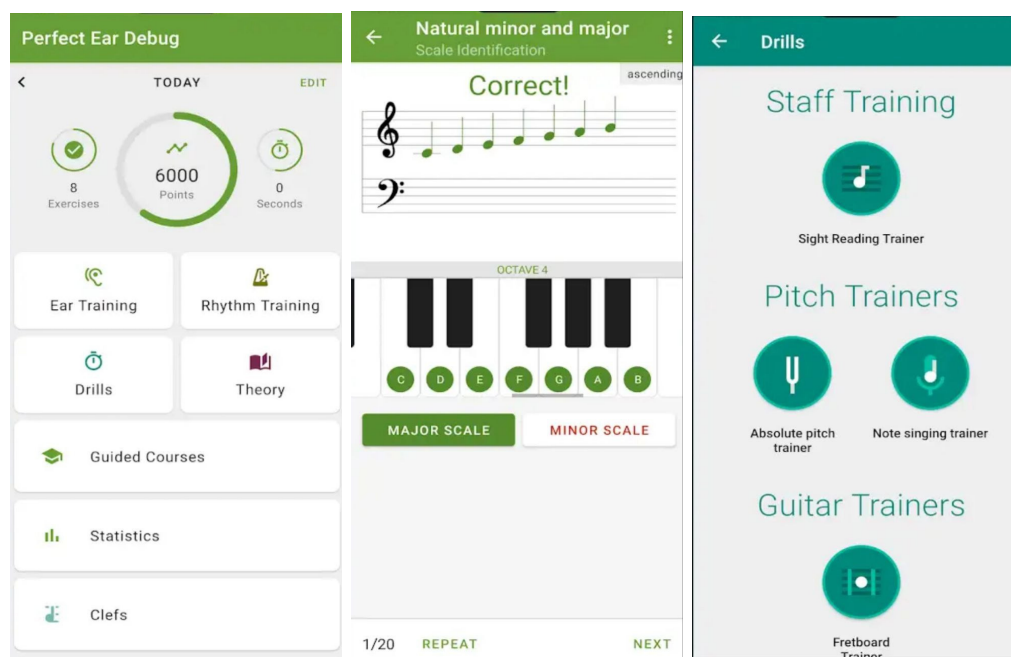 Perfect Ear Debug
TODAY
EDIT
6000
Points
8
Exercises
0
Seconds
Ear Training
Rhythm Training
Drills
Theory
Guided Courses
Statistics
Clefs
Natural minor and major
Scale Identification
ascending
Correct!
OCTAVE 4
C D E F G A B
MAJOR SCALE
MINOR SCALE
1/20 REPEAT NEXT
Drills
Staff Training
Sight Reading Trainer
Pitch Trainers
Absolute pitch
trainer
Note singing trainer
Guitar Trainers
Fretboard
Trainer